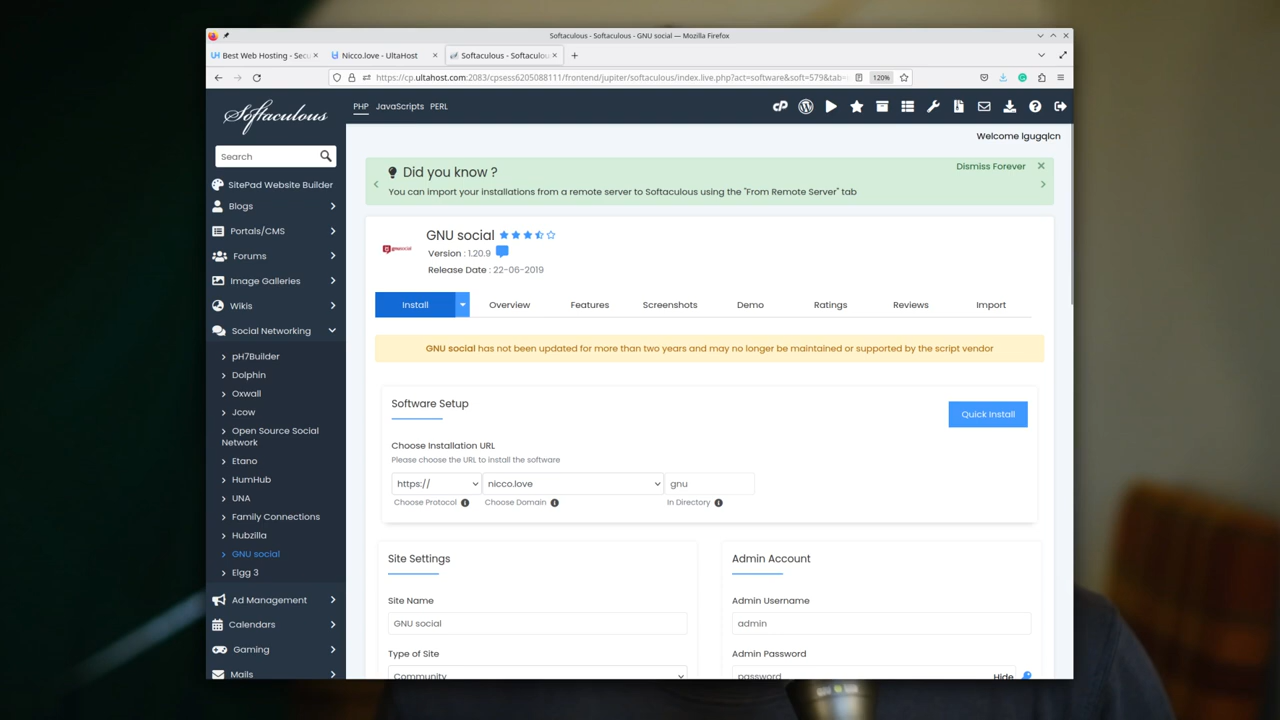 Softaculous - Softaculous - GNU social — Mozilla Firefox
Best Web Hosting - Secu
Nicco.love - UltaHost
Softaculous - Softaculou
https://cp.ultahost.com:2083/cpsess6205088111/frontend/jupiter/softaculous/index.live.php?act=software&soft=579&tab=
120%
Softaculous
PHP JavaScripts PERL
Welcome lgugqlcn
Search
SitePad Website Builder
Blogs
Portals/CMS
Forums
Image Galleries
Wikis
Social Networking
pH7Builder
Dolphin
Oxwall
Jcow
Open Source Social
Network
Etano
HumHub
UNA
Family Connections
Hubzilla
GNU social
Elgg 3
Ad Management
Calendars
Gaming
Mails
Did you know ?
Dismiss Forever
You can import your installations from a remote server to Softaculous using the "From Remote Server" tab
gnusocial
GNU social
Version : 1.20.9
Release Date : 22-06-2019
Install Overview Features Screenshots Demo Ratings Reviews Import
GNU social has not been updated for more than two years and may no longer be maintained or supported by the script vendor
Software Setup
Quick Install
Choose Installation URL
Please choose the URL to install the software
https:// nicco.love gnu
Choose Protocol Choose Domain In Directory
Site Settings
Site Name
GNU social
Type of Site
Community
Admin Account
Admin Username
admin
Admin Password
password
Hide